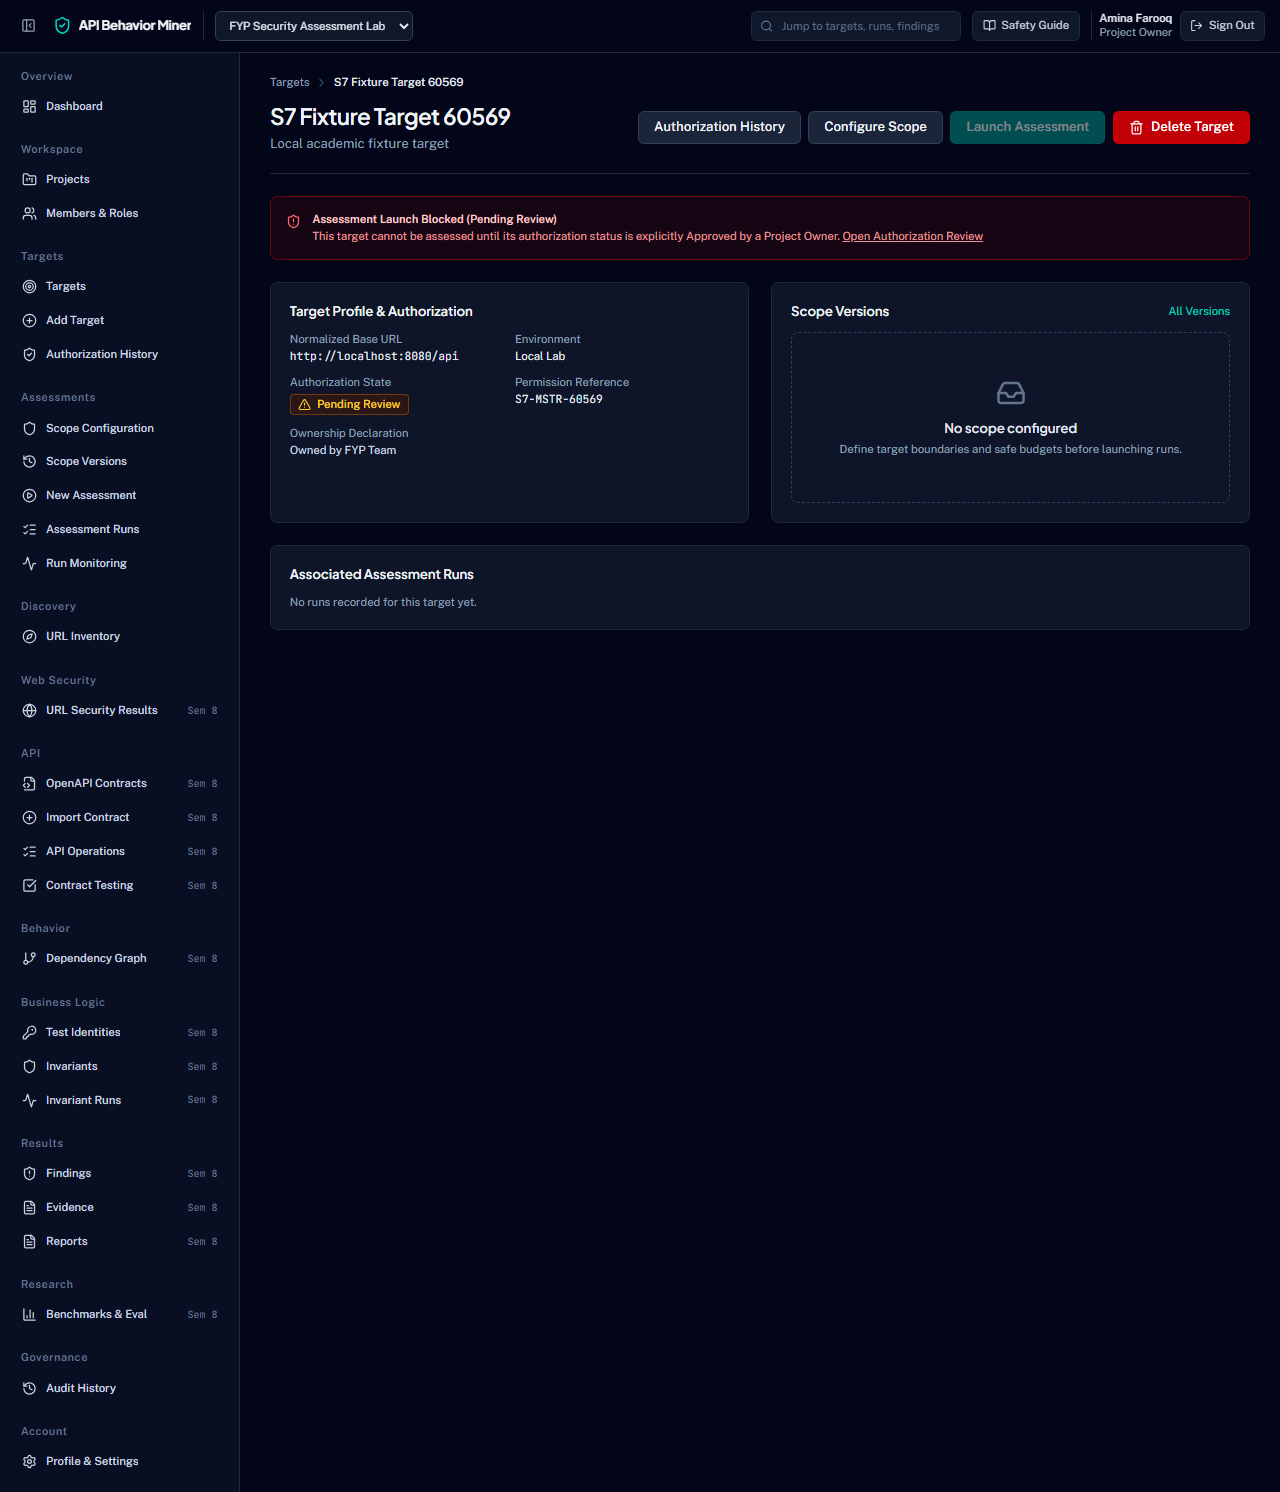 API Behavior Miner
FYP Security Assessment Lab
Jump to targets, runs, findings
Safety Guide
Amina Farooq
Project Owner
Sign Out
Overview
Dashboard
Workspace
Projects
Members & Roles
Targets
Targets
Add Target
Authorization History
Assessments
Scope Configuration
Scope Versions
New Assessment
Assessment Runs
Run Monitoring
Discovery
URL Inventory
Web Security
URL Security Results Sem 8
API
OpenAPI Contracts Sem 8
Import Contract Sem 8
API Operations Sem 8
Contract Testing Sem 8
Behavior
Dependency Graph Sem 8
Business Logic
Test Identities Sem 8
Invariants Sem 8
Invariant Runs Sem 8
Results
Findings Sem 8
Evidence Sem 8
Reports Sem 8
Research
Benchmarks & Eval Sem 8
Governance
Audit History
Account
Profile & Settings
Targets > S7 Fixture Target 60569
S7 Fixture Target 60569
Local academic fixture target
Authorization History
Configure Scope
Launch Assessment
Delete Target
Assessment Launch Blocked (Pending Review)
This target cannot be assessed until its authorization status is explicitly Approved by a Project Owner. Open Authorization Review
Target Profile & Authorization
Normalized Base URL
http://localhost:8080/api
Environment
Local Lab
Authorization State
Pending Review
Permission Reference
S7-MSTR-60569
Ownership Declaration
Owned by FYP Team
Scope Versions
All Versions
No scope configured
Define target boundaries and safe budgets before launching runs.
Associated Assessment Runs
No runs recorded for this target yet.